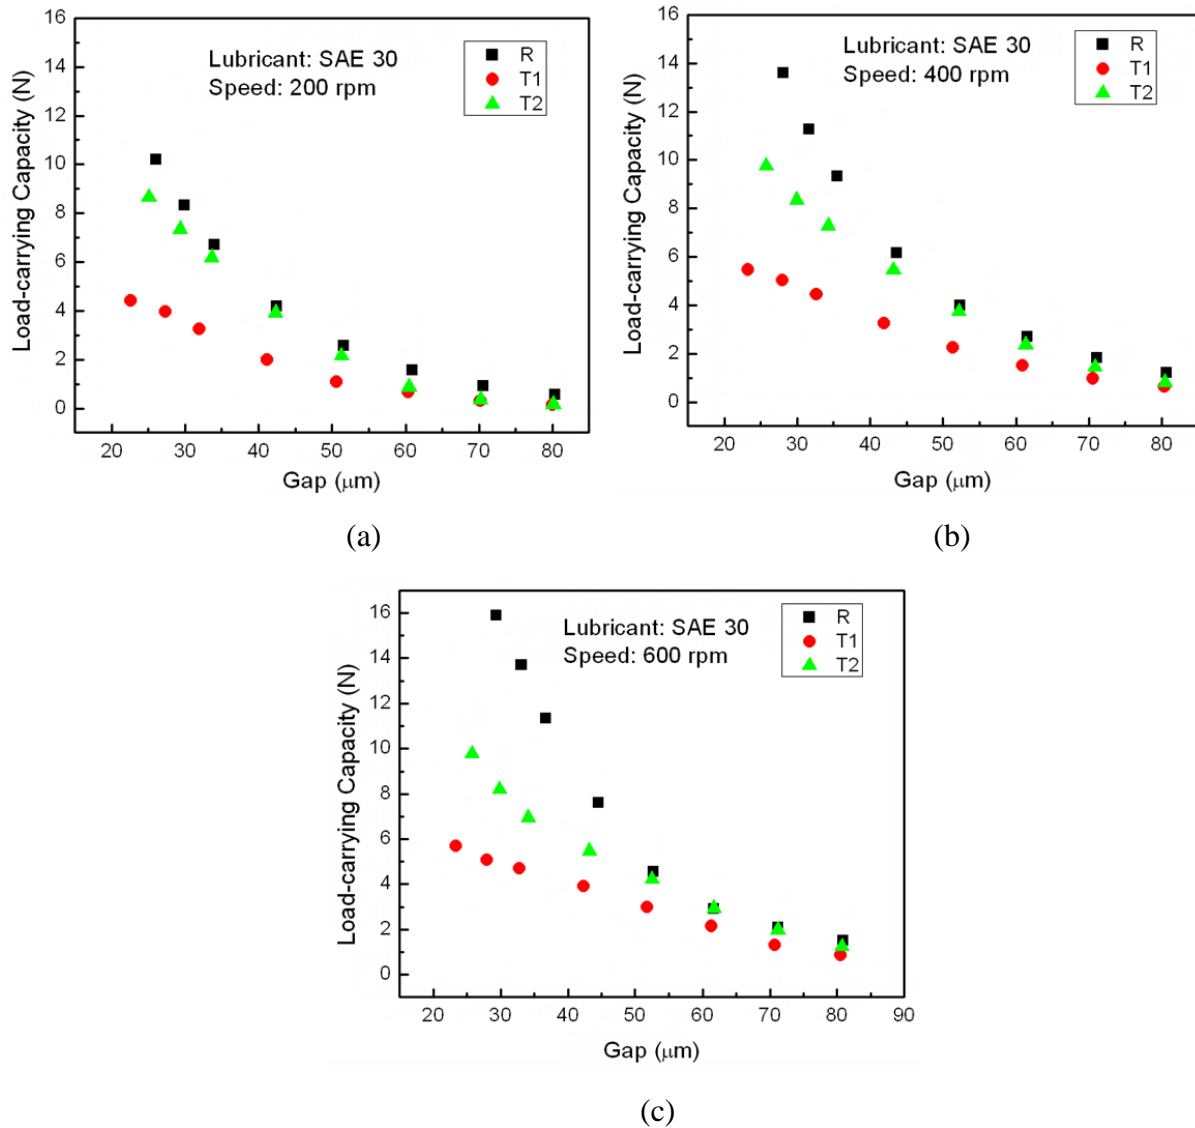 16
14
12
10
8
6
4
2
0
Load-carrying Capacity (N)
Lubricant: SAE 30
Speed: 200 rpm
R
T1
T2
20 30 40 50 60 70 80
Gap (μm)
(a)
16
14
12
10
8
6
4
2
0
Load-carrying Capacity (N)
Lubricant: SAE 30
Speed: 400 rpm
R
T1
T2
20 30 40 50 60 70 80
Gap (μm)
(b)
16
14
12
10
8
6
4
2
0
Load-carrying Capacity (N)
Lubricant: SAE 30
Speed: 600 rpm
R
T1
T2
20 30 40 50 60 70 80 90
Gap (μm)
(c)